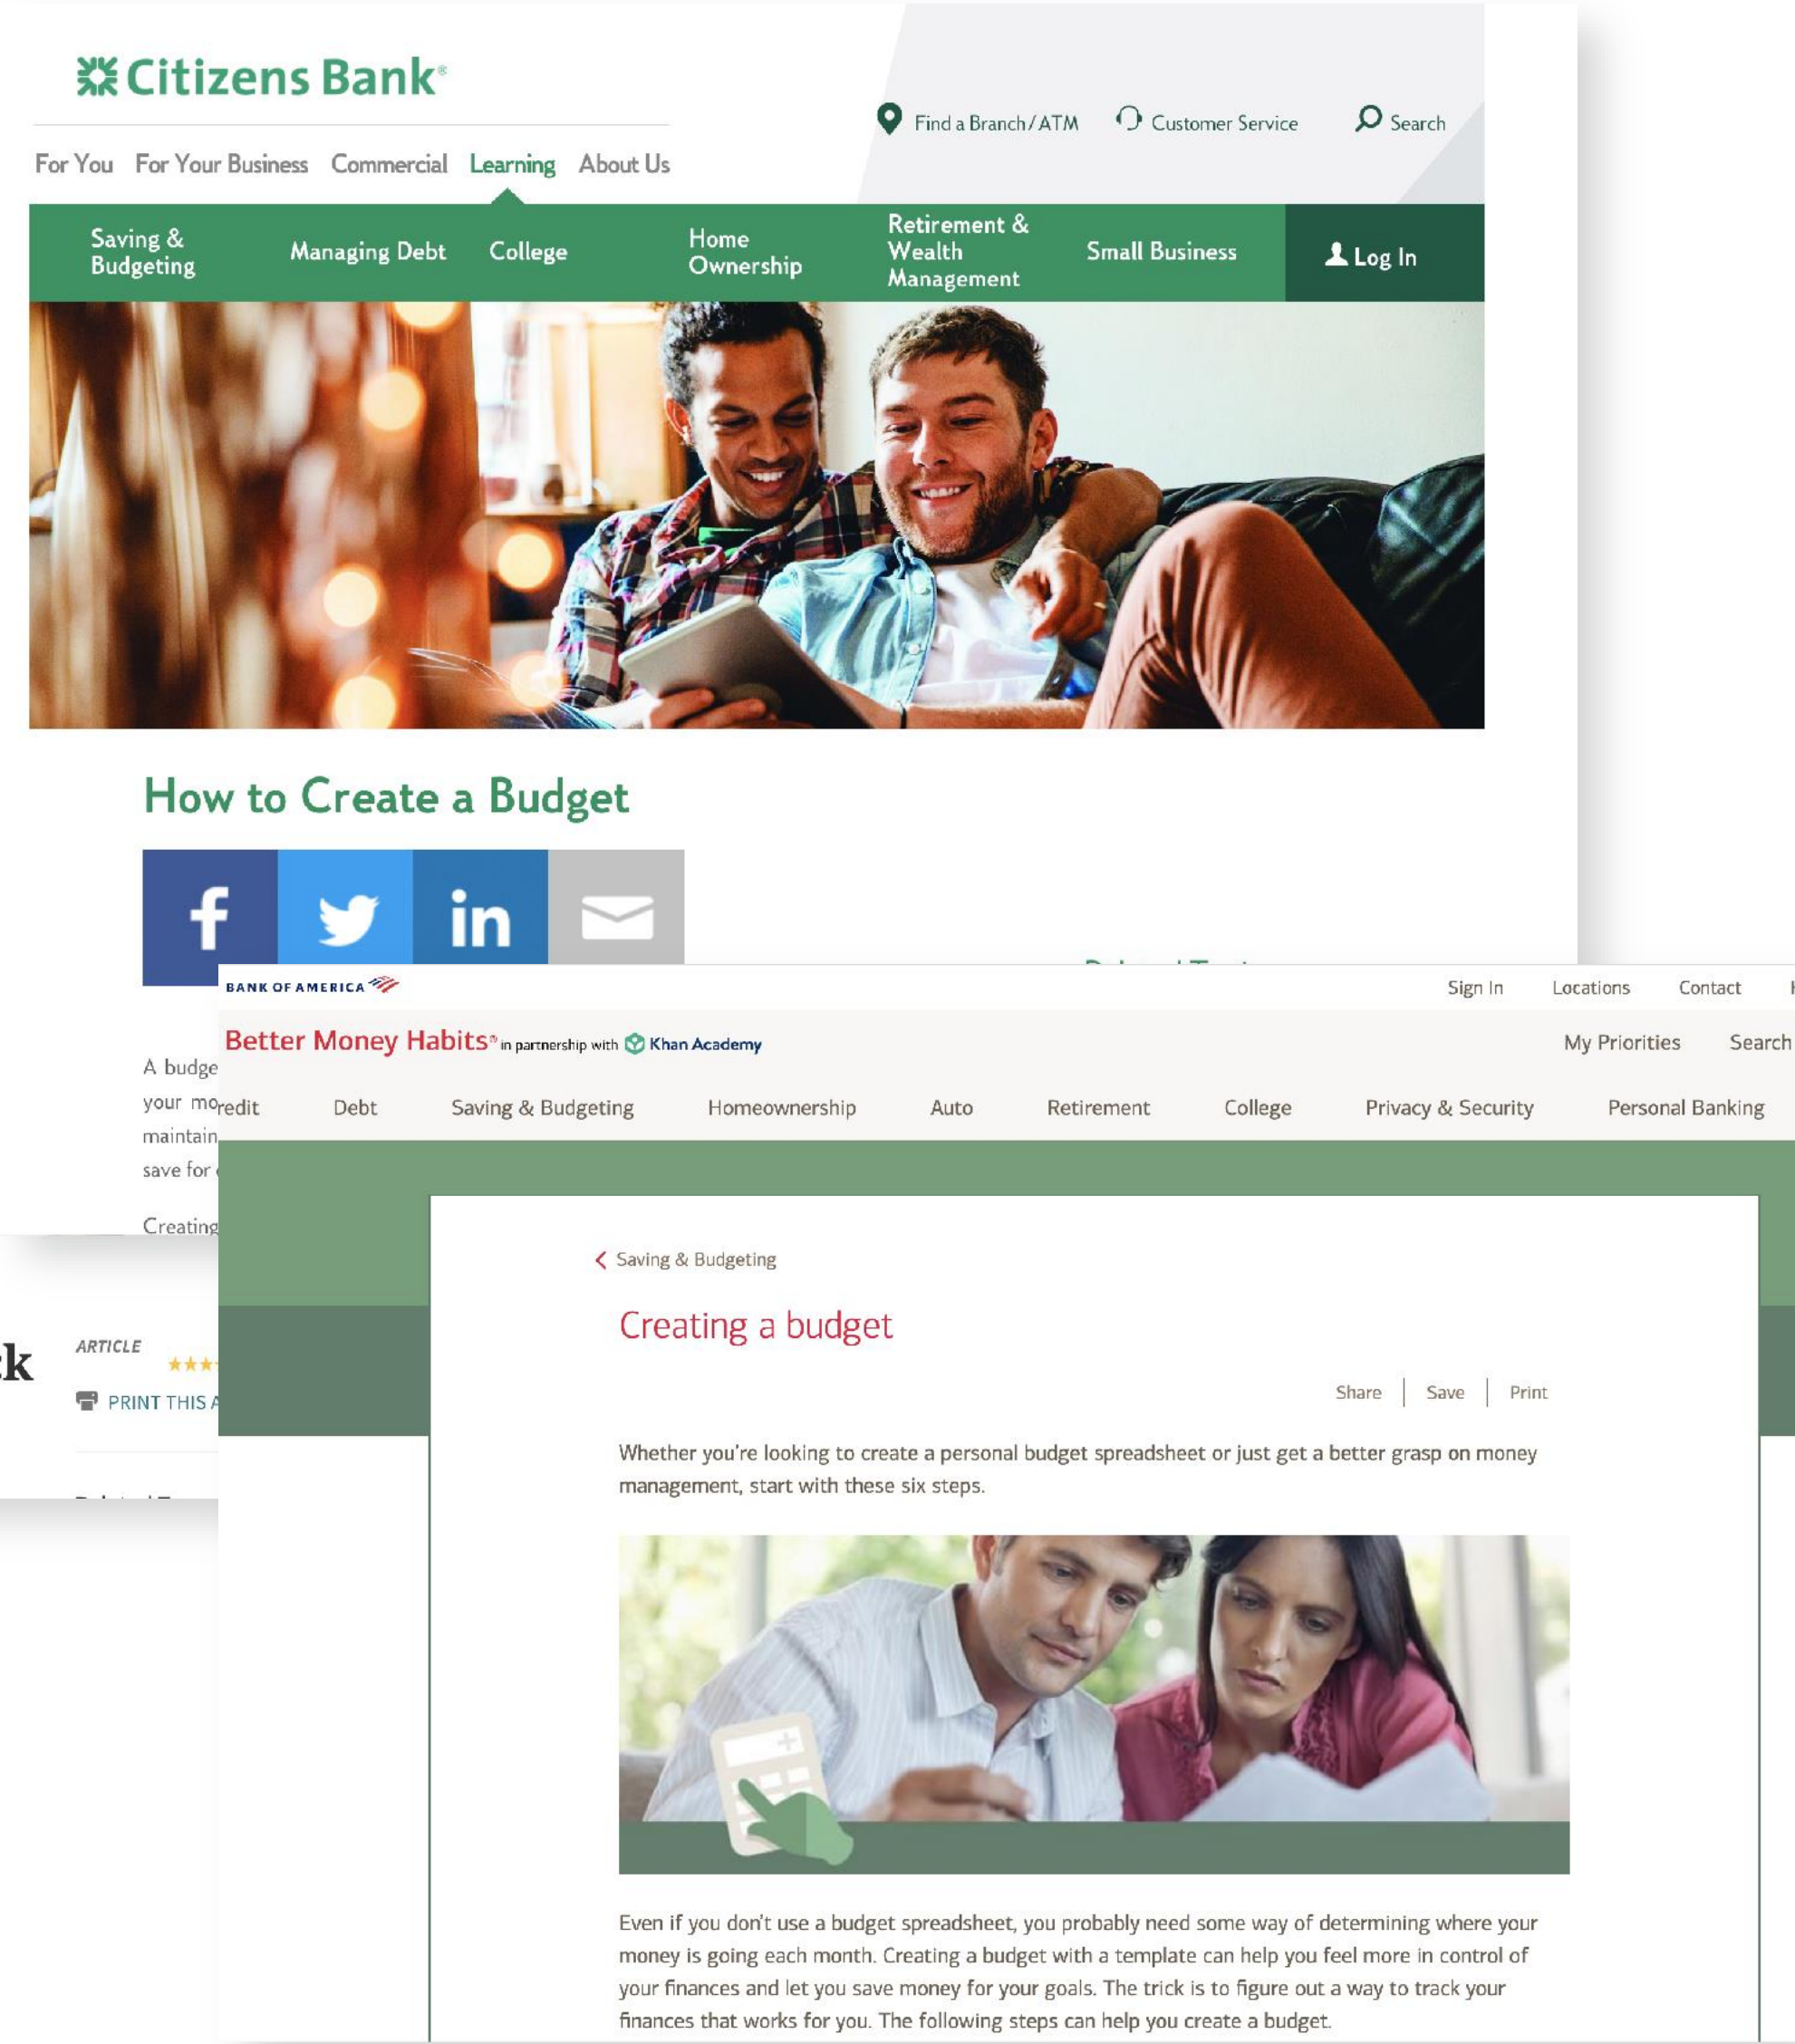 Citizens Bank®
Find a Branch/ATM
Customer Service
Search
For You
For Your Business
Commercial
Learning
About Us
Saving &
Budgeting
Managing Debt
College
Home
Ownership
Retirement &
Wealth
Management
Small Business
Log In
How to Create a Budget
f
in
A budge
your mo
maintain
save for
Creating
k
ARTICLE
PRINT THIS A
BANK OF AMERICA
Sign In
Locations
Contact
Better Money Habits® in partnership with Khan Academy
My Priorities
Search
redit
Debt
Saving & Budgeting
Homeownership
Auto
Retirement
College
Privacy & Security
Personal Banking
Saving & Budgeting
Creating a budget
Share
Save
Print
Whether you're looking to create a personal budget spreadsheet or just get a better grasp on money
management, start with these six steps.
Even if you don't use a budget spreadsheet, you probably need some way of determining where your
money is going each month. Creating a budget with a template can help you feel more in control of
your finances and let you save money for your goals. The trick is to figure out a way to track your
finances that works for you. The following steps can help you create a budget.